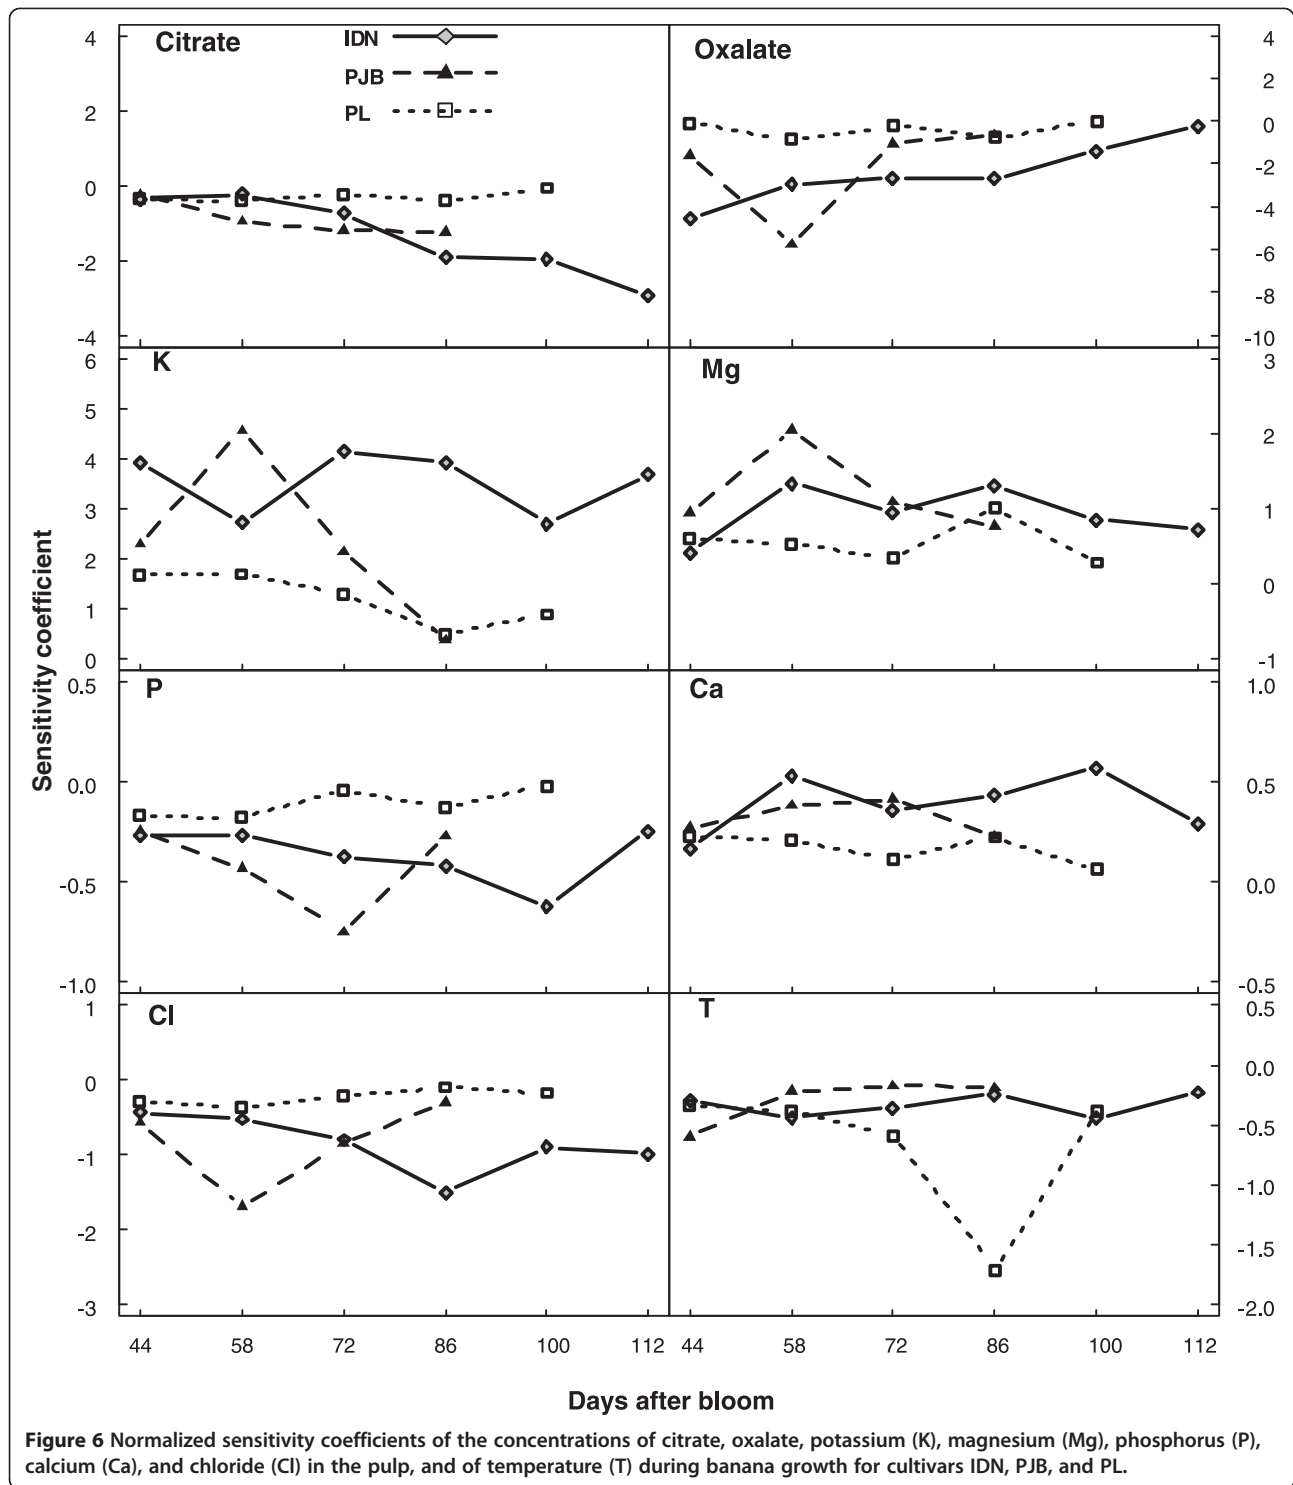 Citrate
IDN
PJB
PL
4
2
0
-2
-4
Oxalate
4
2
0
-2
-4
-6
-8
-10
K
6
5
4
3
2
1
0
Mg
3
2
1
0
-1
Sensitivity coefficient
P
0.5
0.0
-0.5
-1.0
Ca
1.0
0.5
0.0
-0.5
Cl
1
0
-1
-2
-3
T
0.5
0.0
-0.5
-1.0
-1.5
-2.0
44 58 72 86 100 112
44 58 72 86 100 112
Days after bloom
Figure 6 Normalized sensitivity coefficients of the concentrations of citrate, oxalate, potassium (K), magnesium (Mg), phosphorus (P),
calcium (Ca), and chloride (Cl) in the pulp, and of temperature (T) during banana growth for cultivars IDN, PJB, and PL.